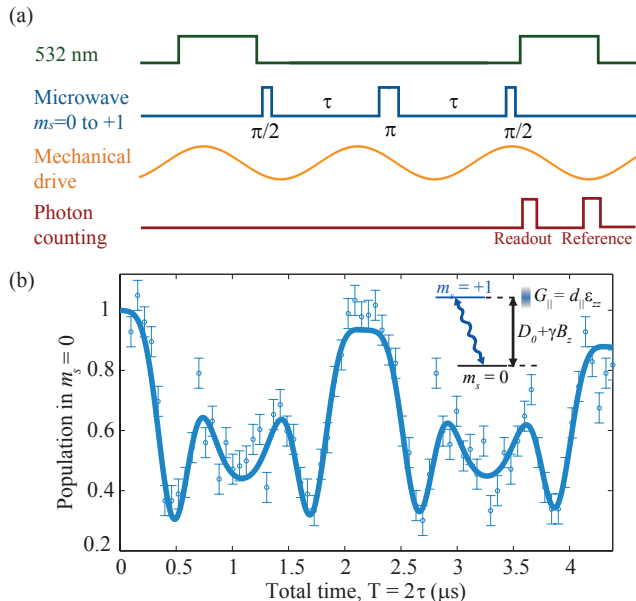 (a)
532 nm
Microwave
mₛ=0 to +1
τ
τ
π/2
π
π/2
Mechanical
drive
Photon
counting
Readout
Reference
(b)
Population in mₛ = 0
1
0.8
0.6
0.4
0.2
mₛ = +1
G∥ = d∥ε𝓏𝓏
D₀+γB𝓏
mₛ = 0
0
0.5
1
1.5
2
2.5
3
3.5
4
Total time, T = 2τ (μs)